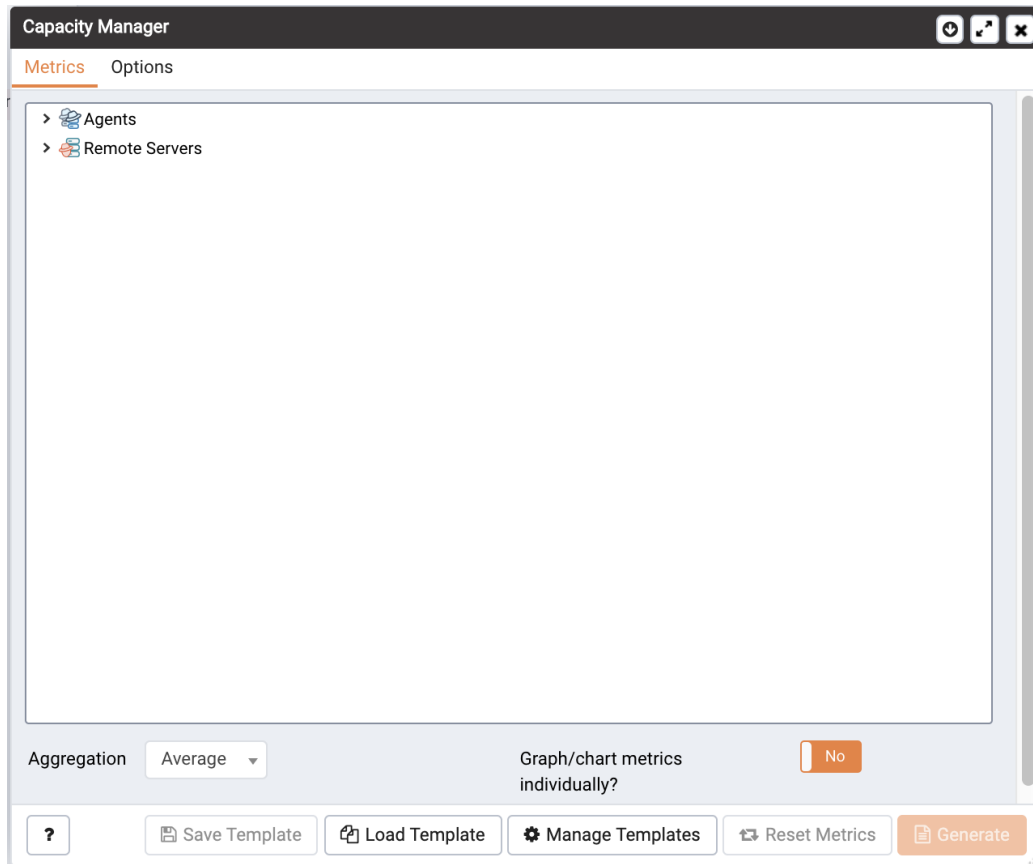 Capacity Manager
Metrics Options
Agents
Remote Servers
Aggregation Average Graph/chart metrics
individually? No
? Save Template Load Template Manage Templates Reset Metrics Generate